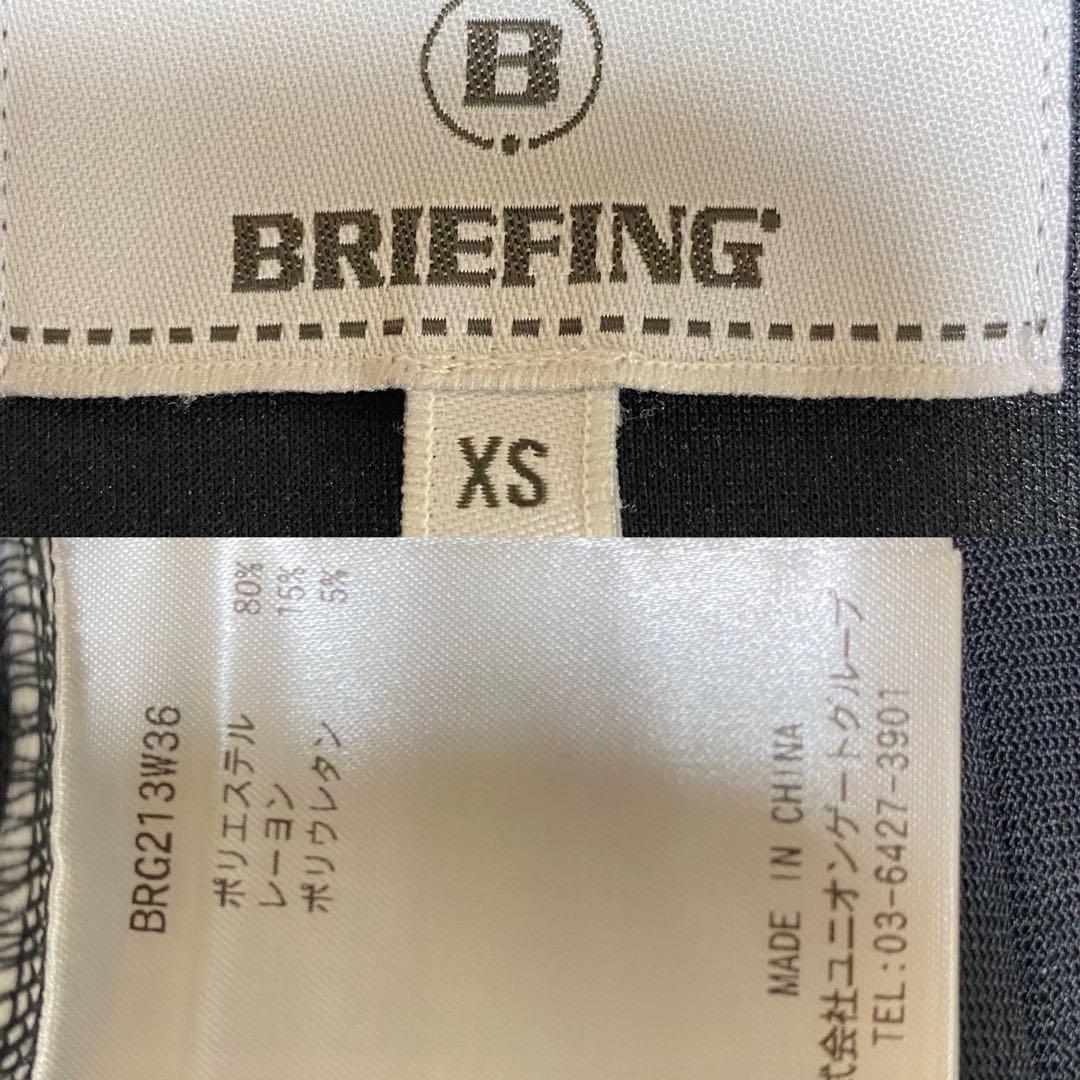 B
BRIEFING
XS
BRG213W36
ポリエステル 80%
レーヨン 15%
ポリウレタン 5%
MADE IN CHINA
式会社ユニオンゲートグループ
TEL:03-6427-3901